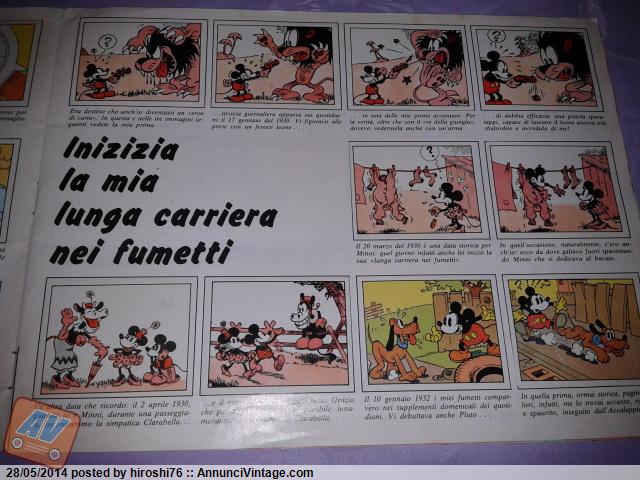 ?
?
Era destino che anch'io diventassi un «eroe
di carta». In questa e nelle tre immagini se-
guenti vedete la mia prima . . .
. . . striscia giornaliera apparsa sui quotidia-
ni il 17 gennaio del 1930. Vi figuravo alle
prese con un feroce leone . . .
. . . in una delle mie prime avventure. Per
la verità, oltre che con il «re della giungla»,
dovevo vedermela anche con un'arma . . .
. . . di dubbia efficacia: una pistola spara-
tappi, capace di lasciare il leone ancora più
sbalordito e incredulo di me!
Inizizia
la mia
lunga carriera
nei fumetti
?
Il 20 marzo del 1930 è una data storica per
Minni: quel giorno infatti anche lei iniziò la
sua «lunga carriera nei fumetti».
In quell'occasione, naturalmente, c'ero an-
ch'io: ecco da dove saltavo fuori spaventan-
do Minni che si dedicava al bucato.
altra data che ricordo: il 2 aprile 1930,
Minni, durante una passeggia-
la simpatica Clarabella...
Orazio
Clarabella.
Il 10 gennaio 1932 i miei fumetti compar-
vero nei supplementi domenicali dei quoti-
diani. Vi debuttava anche Pluto . . .
In quella prima, ormai storica, pagina
lori, infatti, me lo trovai accanto,
e spaurito, inseguito dall'Accalapp
AV
28/05/2014 posted by hiroshi76 :: AnnunciVintage.com